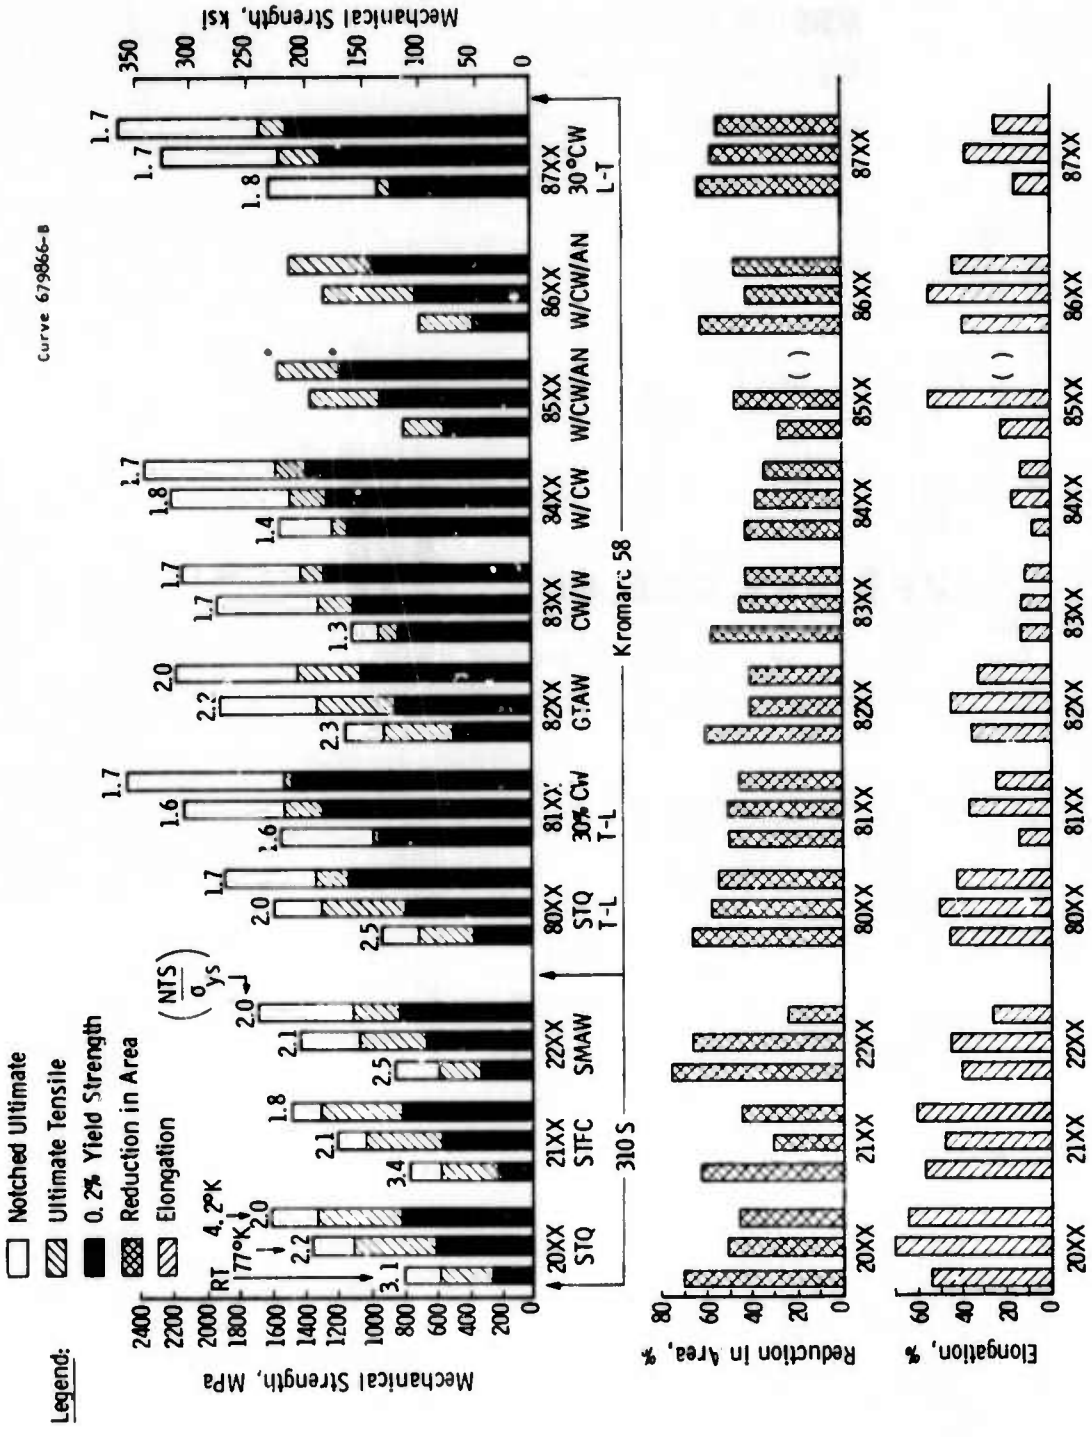 Curve 679866-B
Legend:
Notched Ultimate
Ultimate Tensile
0.2% Yield Strength
Reduction in Area
Elongation
RT
77°K
4.2°K
(NTS/σys)
Mechanical Strength, MPa
2400
2200
2000
1800
1600
1400
1200
1000
800
600
400
200
0
Mechanical Strength, ksi
350
300
250
200
150
100
50
0
3.1 2.2 2.0
3.4 2.1 1.8
2.5 2.1 2.0
2.5 2.0 1.7
1.6 1.6 1.7
2.3 2.2 2.0
1.3 1.7 1.7
1.4 1.8 1.7
1.8 1.7 1.7
20XX 21XX 22XX 80XX 81XX 82XX 83XX 84XX 85XX 86XX 87XX
STQ STFC SMAW STQ 30% CW GTAW CW/W W/CW W/CW/AN W/CW/AN 30°CW
T-L T-L L-T
310 S Kromarc 58
Reduction in Area, %
80
60
40
20
0
( )
20XX 21XX 22XX 80XX 81XX 82XX 83XX 84XX 85XX 86XX 87XX
Elongation, %
60
40
20
0
( )
20XX 21XX 22XX 80XX 81XX 82XX 83XX 84XX 85XX 86XX 87XX